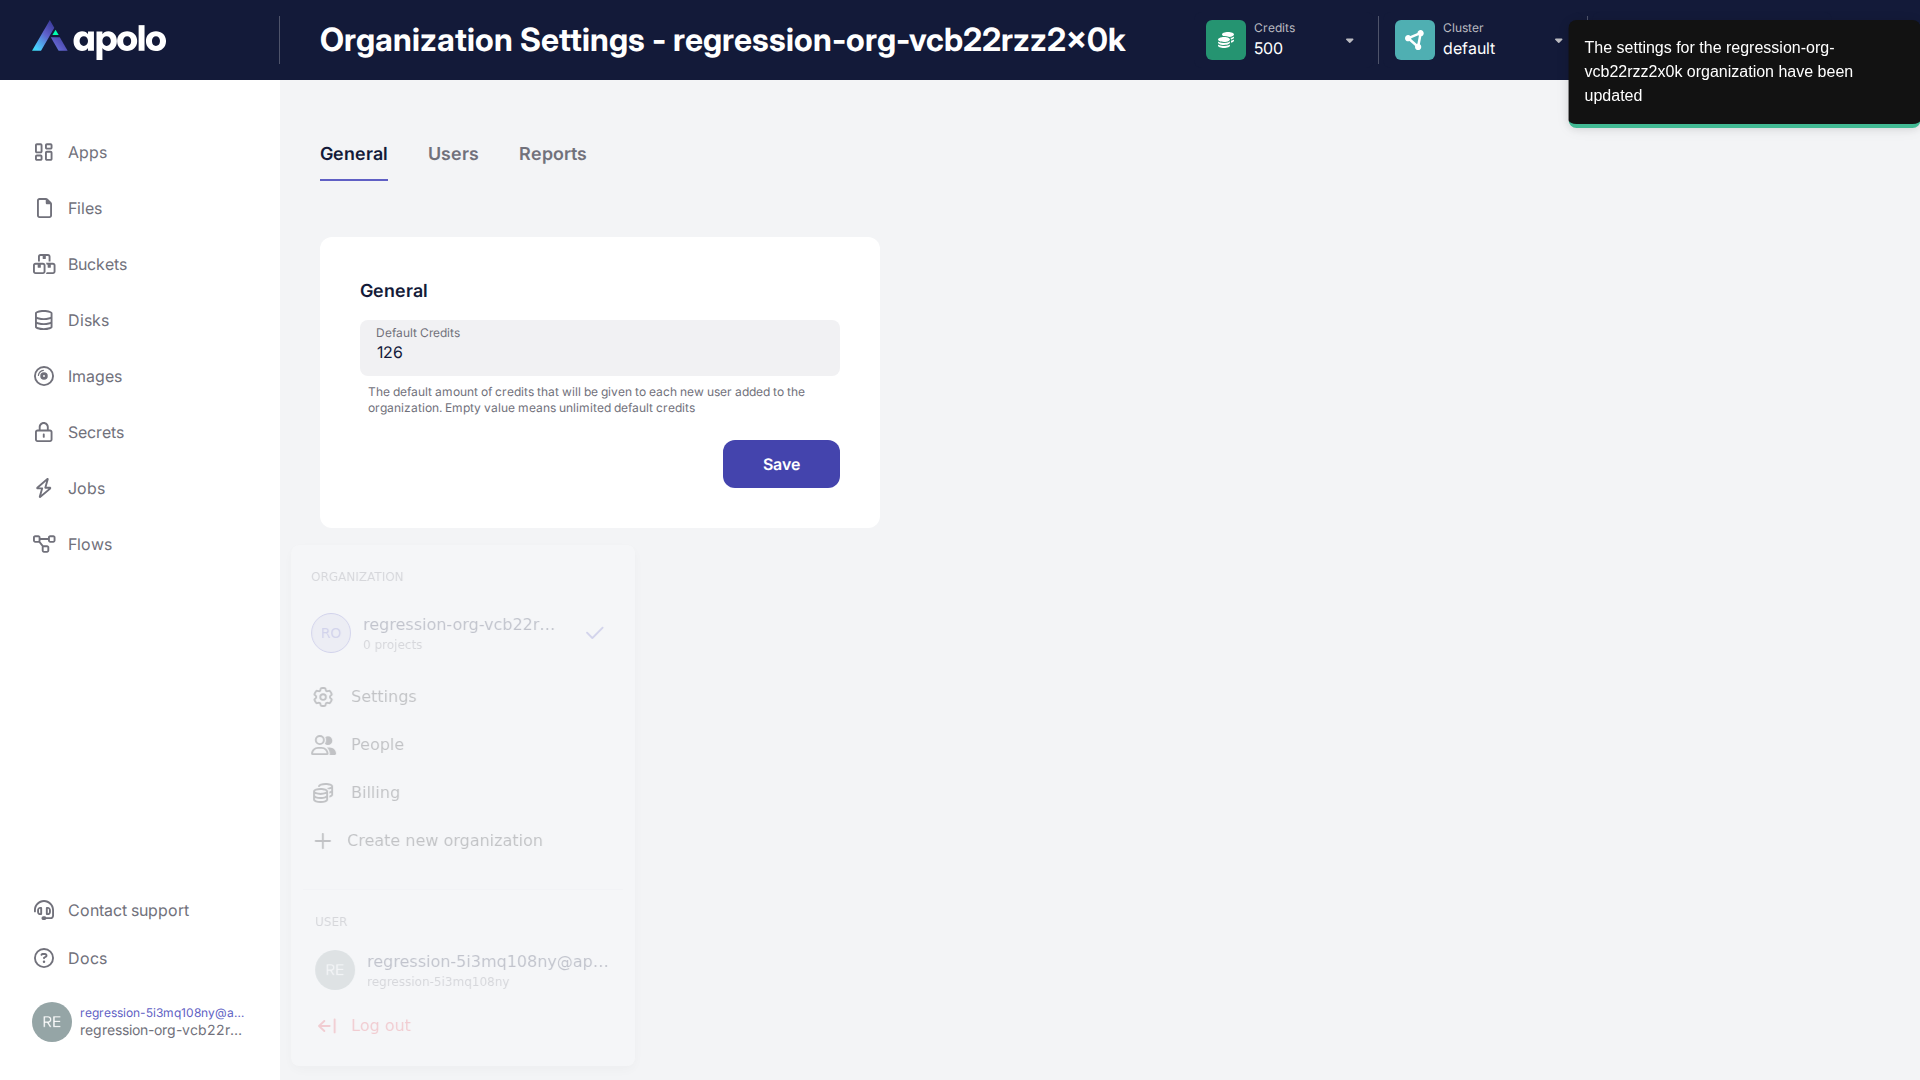 apolo
Organization Settings - regression-org-vcb22rzz2x0k
Credits
500
Cluster
default
The settings for the regression-org-
vcb22rzz2x0k organization have been
updated
Apps
Files
Buckets
Disks
Images
Secrets
Jobs
Flows
Contact support
Docs
RE
regression-5i3mq108ny@a...
regression-org-vcb22r...
General
Users
Reports
General
Default Credits
126
The default amount of credits that will be given to each new user added to the
organization. Empty value means unlimited default credits
Save
ORGANIZATION
RO
regression-org-vcb22r...
0 projects
Settings
People
Billing
Create new organization
USER
RE
regression-5i3mq108ny@ap...
regression-5i3mq108ny
Log out